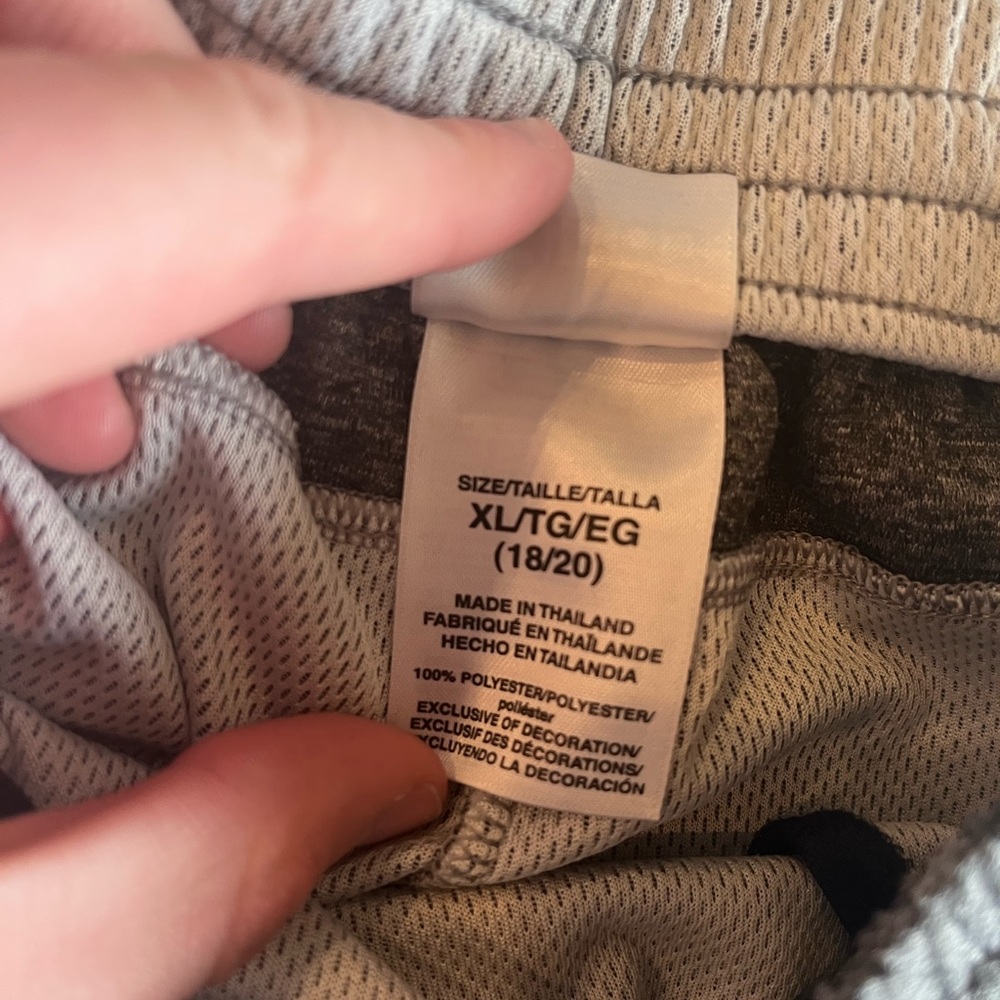 SIZE/TAILLE/TALLA
XL/TG/EG
(18/20)
MADE IN THAILAND
FABRIQUÉ EN THAÏLANDE
HECHO EN TAILANDIA
100% POLYESTER/POLYESTER/
poliéster
EXCLUSIVE OF DECORATION/
EXCLUSIF DES DÉCORATIONS/
XCLUYENDO LA DECORACIÓN